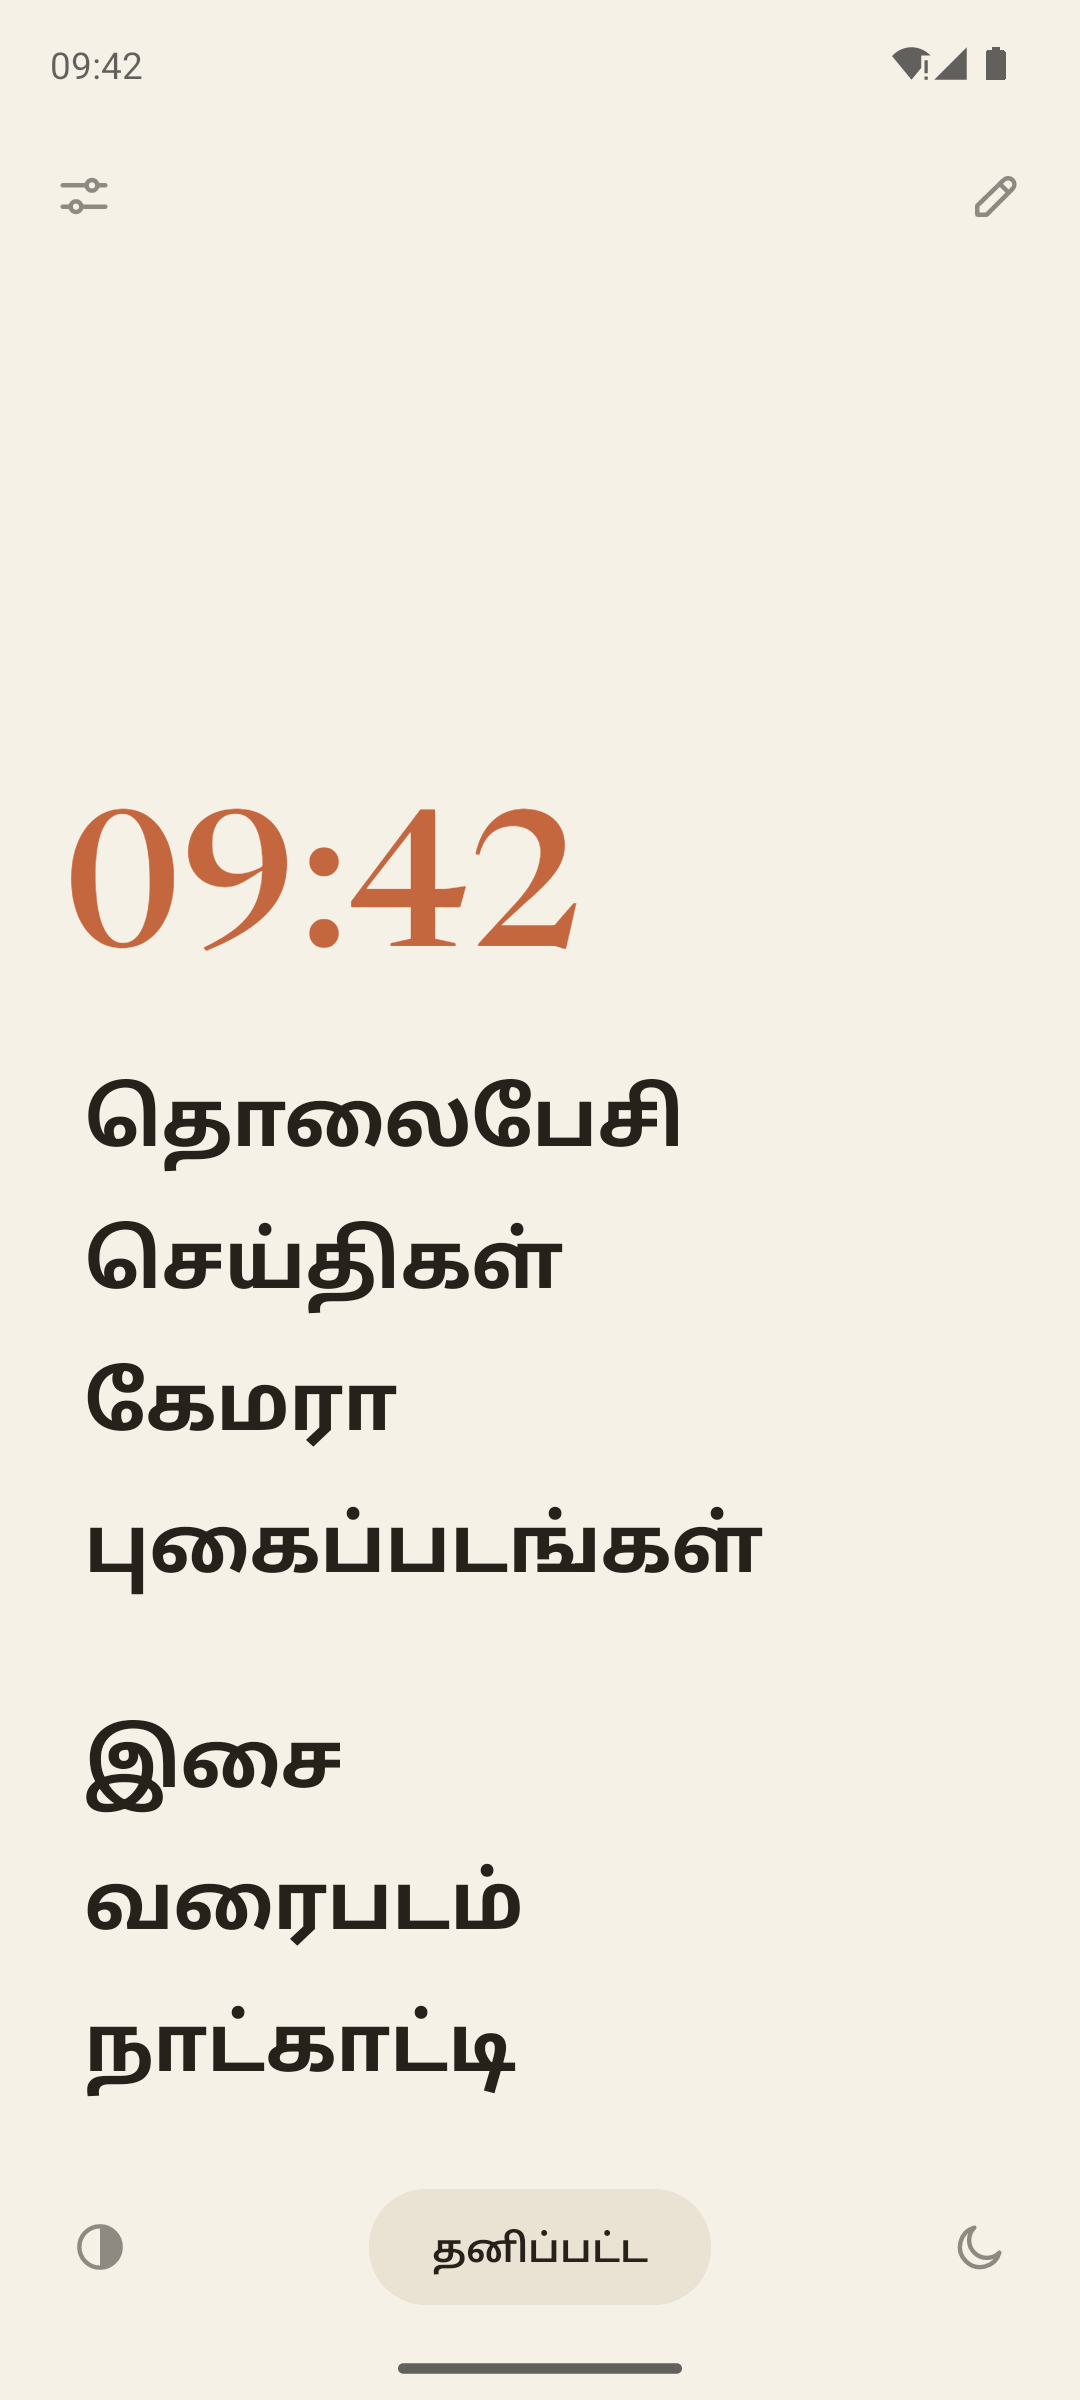 09:42
09:42
தொலைபேசி
செய்திகள்
கேமரா
புகைப்படங்கள்
இசை
வரைபடம்
நாட்காட்டி
தனிப்பட்ட